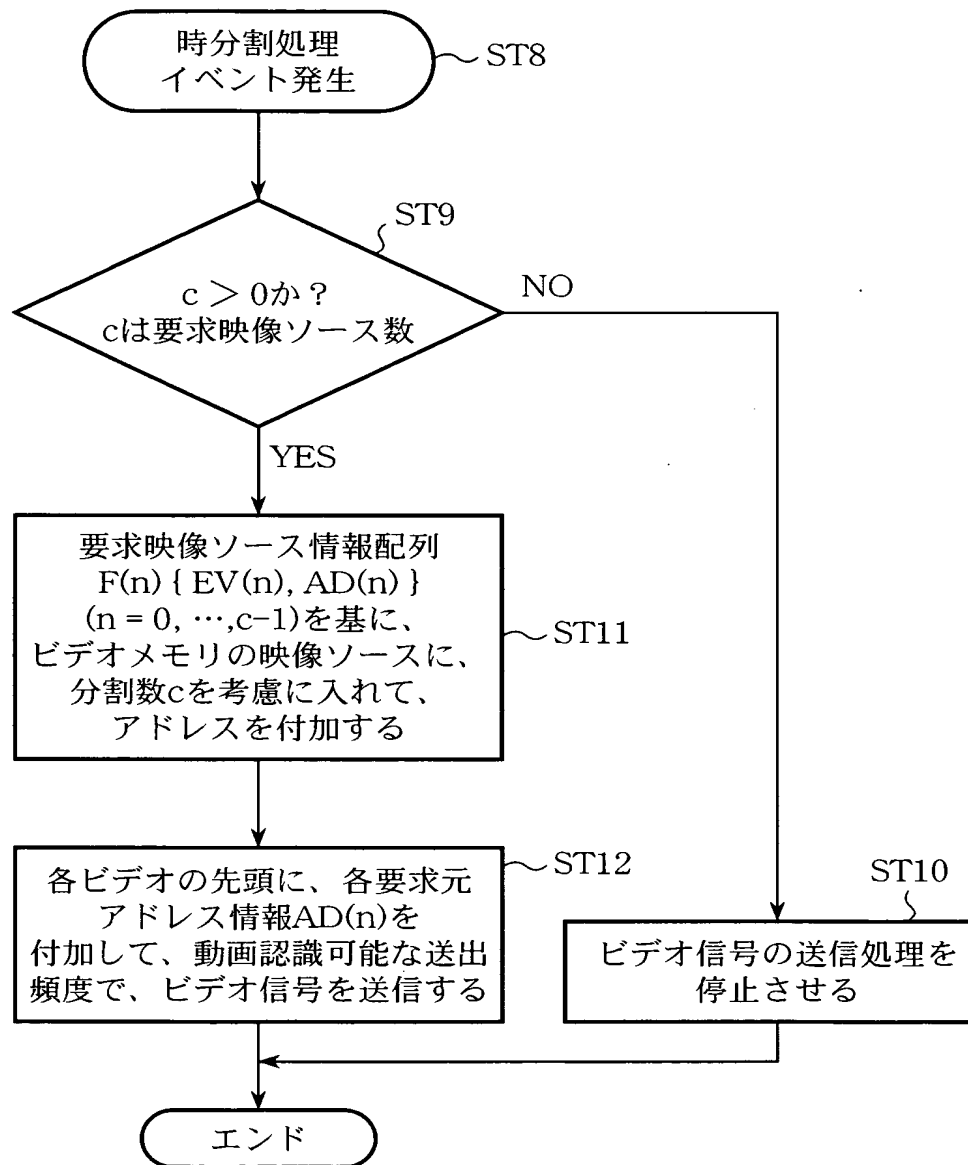 時分割処理
イベント発生
ST8
ST9
c > 0か?
cは要求映像ソース数
NO
YES
要求映像ソース情報配列
F(n) { EV(n), AD(n) }
(n = 0, …,c-1)を基に、
ビデオメモリの映像ソースに、
分割数cを考慮に入れて、
アドレスを付加する
ST11
各ビデオの先頭に、各要求元
アドレス情報AD(n)を
付加して、動画認識可能な送出
頻度で、ビデオ信号を送信する
ST12
ST10
ビデオ信号の送信処理を
停止させる
エンド